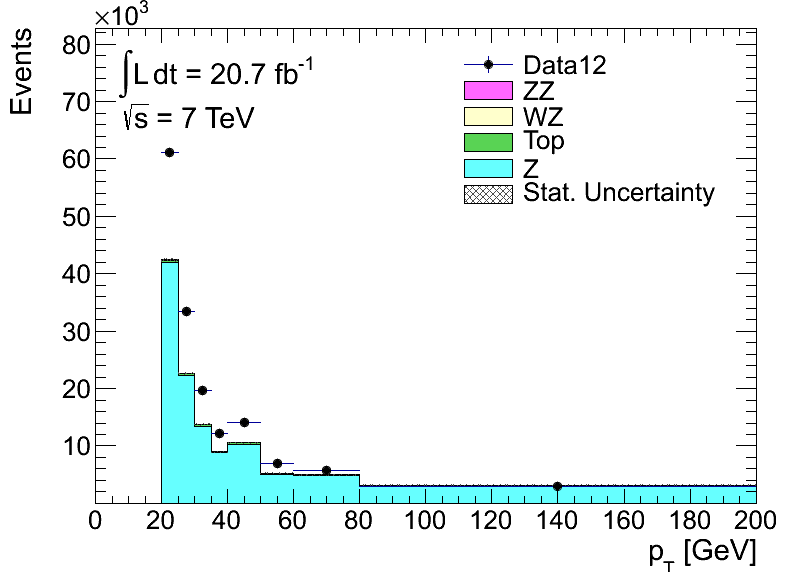 ×10³
Events
80
70
60
50
40
30
20
10
∫L dt = 20.7 fb⁻¹
√s = 7 TeV
Data12
ZZ
WZ
Top
Z
Stat. Uncertainty
0 20 40 60 80 100 120 140 160 180 200
p_T [GeV]